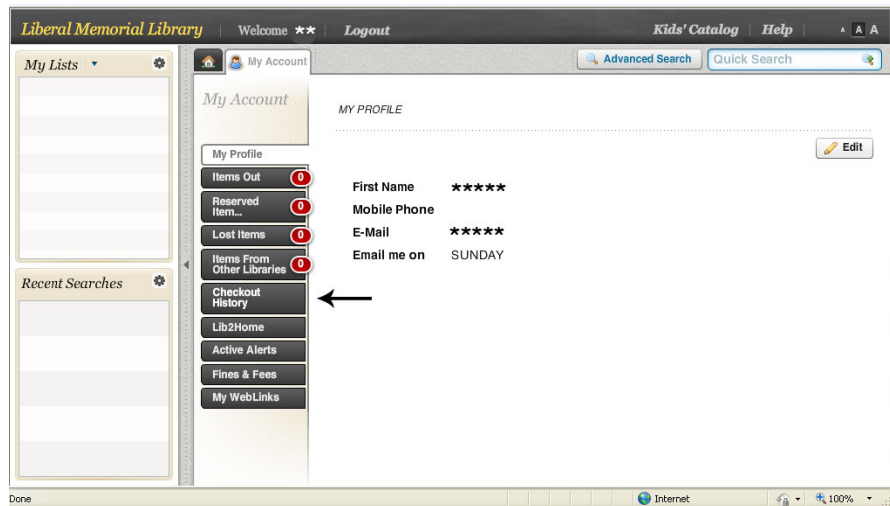 Liberal Memorial Library | Welcome ** | Logout Kids' Catalog | Help | A A A
My Lists
My Account
Advanced Search
Quick Search
My Account
MY PROFILE
Edit
My Profile
Items Out 0
Reserved
Item... 0
Lost Items 0
Items From
Other Libraries 0
Checkout
History
Lib2Home
Active Alerts
Fines & Fees
My WebLinks
First Name *****
Mobile Phone
E-Mail *****
Email me on SUNDAY
Recent Searches
Done Internet 100%